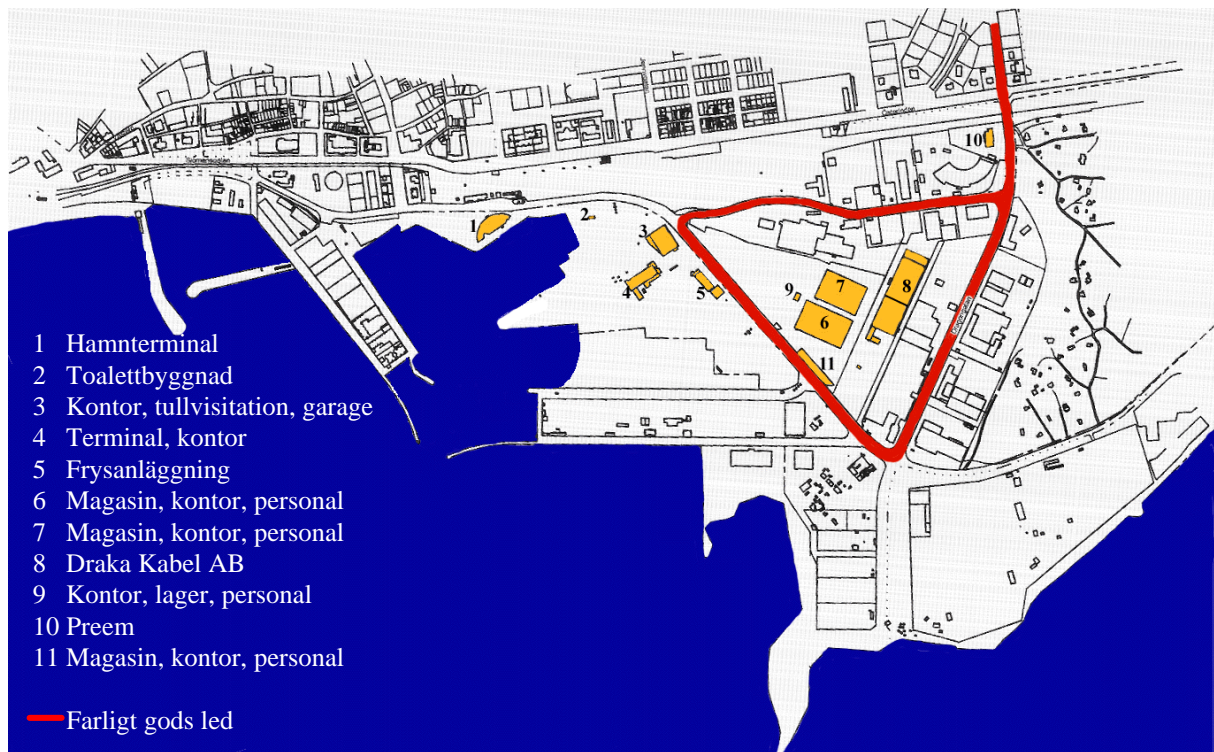 10
1
2
3
4
5
9
7
8
6
11
1 Hamnterminal
2 Toalettbyggnad
3 Kontor, tullvisitation, garage
4 Terminal, kontor
5 Frysanläggning
6 Magasin, kontor, personal
7 Magasin, kontor, personal
8 Draka Kabel AB
9 Kontor, lager, personal
10 Preem
11 Magasin, kontor, personal
Farligt gods led